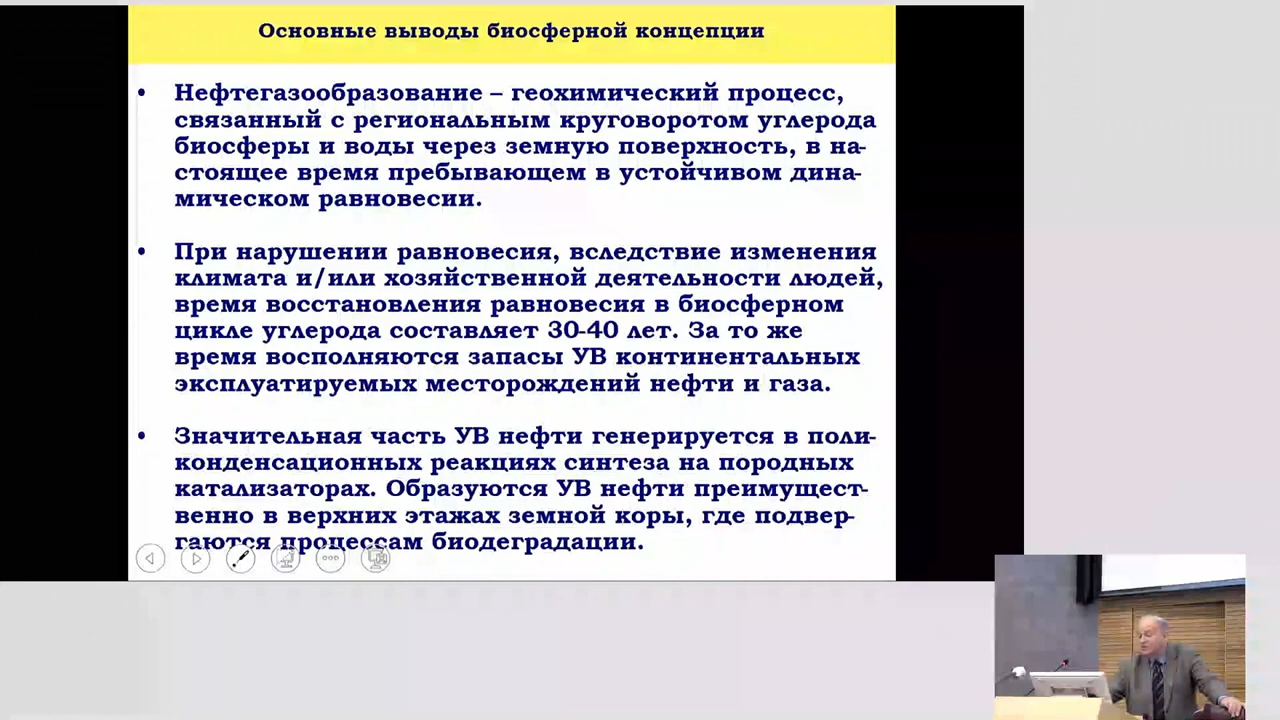 Основные выводы биосферной концепции
• Нефтегазообразование – геохимический процесс,
связанный с региональным круговоротом углерода
биосферы и воды через земную поверхность, в на-
стоящее время пребывающем в устойчивом дина-
мическом равновесии.
• При нарушении равновесия, вследствие изменения
климата и/или хозяйственной деятельности людей,
время восстановления равновесия в биосферном
цикле углерода составляет 30-40 лет. За то же
время восполняются запасы УВ континентальных
эксплуатируемых месторождений нефти и газа.
• Значительная часть УВ нефти генерируется в поли-
конденсационных реакциях синтеза на породных
катализаторах. Образуются УВ нефти преимущест-
венно в верхних этажах земной коры, где подвер-
гаются процессам биодеградации.